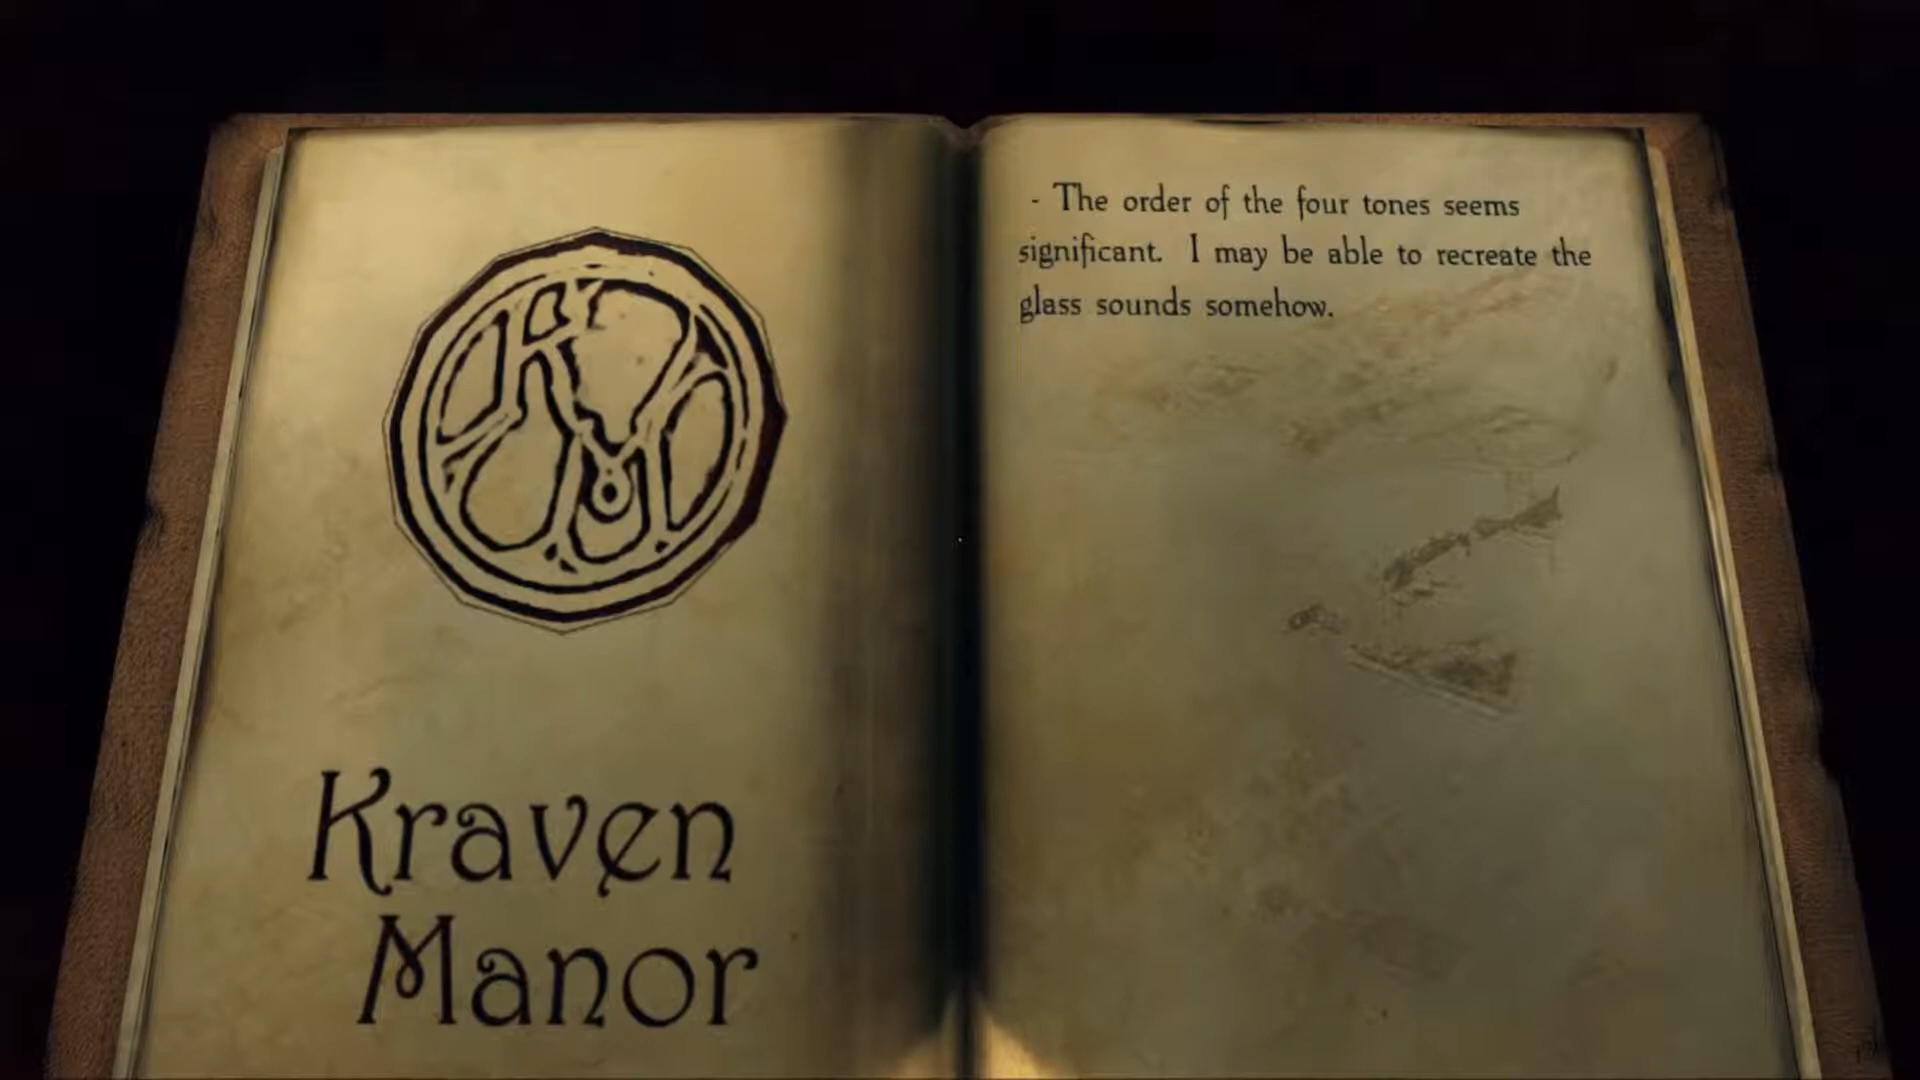 Kraven
Manor
- The order of the four tones seems
significant. I may be able to recreate the
glass sounds somehow.